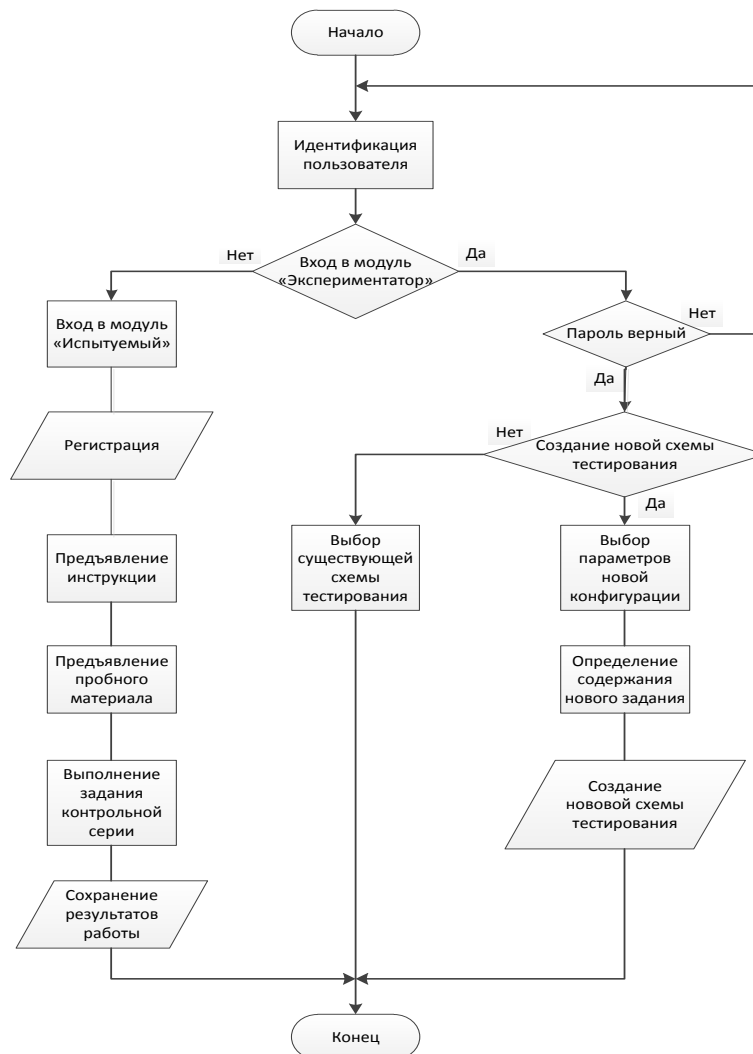 Начало
Идентификация
пользователя
Вход в модуль
«Экспериментатор»
Нет
Да
Вход в модуль
«Испытуемый»
Пароль верный
Нет
Да
Регистрация
Создание новой схемы
тестирования
Нет
Да
Предъявление
инструкции
Выбор
существующей
схемы
тестирования
Выбор
параметров
новой
конфигурации
Предъявление
пробного
материала
Определение
содержания
нового задания
Выполнение
задания
контрольной
серии
Создание
нововой схемы
тестирования
Сохранение
результатов
работы
Конец